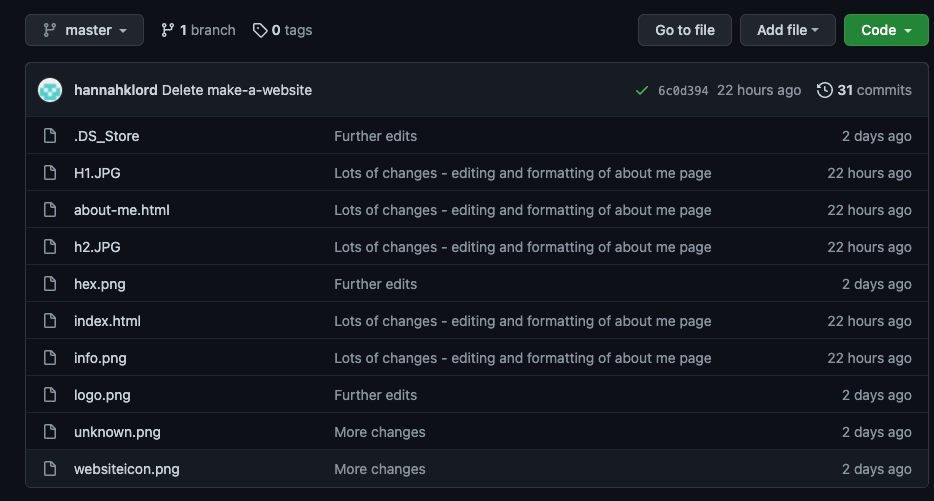 master 1 branch 0 tags Go to file Add file Code
hannahklord Delete make-a-website 6c0d394 22 hours ago 31 commits
.DS_Store Further edits 2 days ago
H1.JPG Lots of changes - editing and formatting of about me page 22 hours ago
about-me.html Lots of changes - editing and formatting of about me page 22 hours ago
h2.JPG Lots of changes - editing and formatting of about me page 22 hours ago
hex.png Further edits 2 days ago
index.html Lots of changes - editing and formatting of about me page 22 hours ago
info.png Lots of changes - editing and formatting of about me page 22 hours ago
logo.png Further edits 2 days ago
unknown.png More changes 2 days ago
websiteicon.png More changes 2 days ago